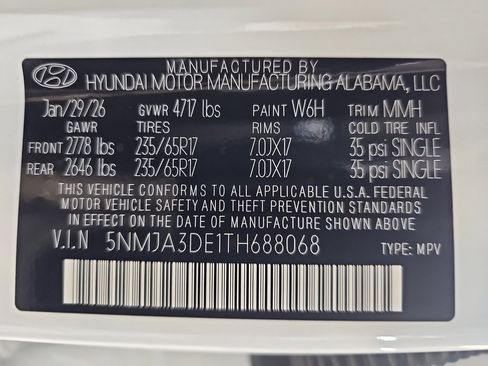 MANUFACTURED BY
HYUNDAI MOTOR MANUFACTURING ALABAMA, LLC
Jan/29/26 GVWR 4717 lbs PAINT W6H TRIM MMH
GAWR TIRES RIMS COLD TIRE INFL
FRONT 2778 lbs 235/65R17 7.0JX17 35 psi SINGLE
REAR 2646 lbs 235/65R17 7.0JX17 35 psi SINGLE
THIS VEHICLE CONFORMS TO ALL APPLICABLE U.S.A. FEDERAL
MOTOR VEHICLE SAFETY AND THEFT PREVENTION STANDARDS
IN EFFECT ON THE DATE OF MANUFACTURE SHOWN ABOVE.
V.I.N 5NMJA3DE1TH688068 TYPE: MPV